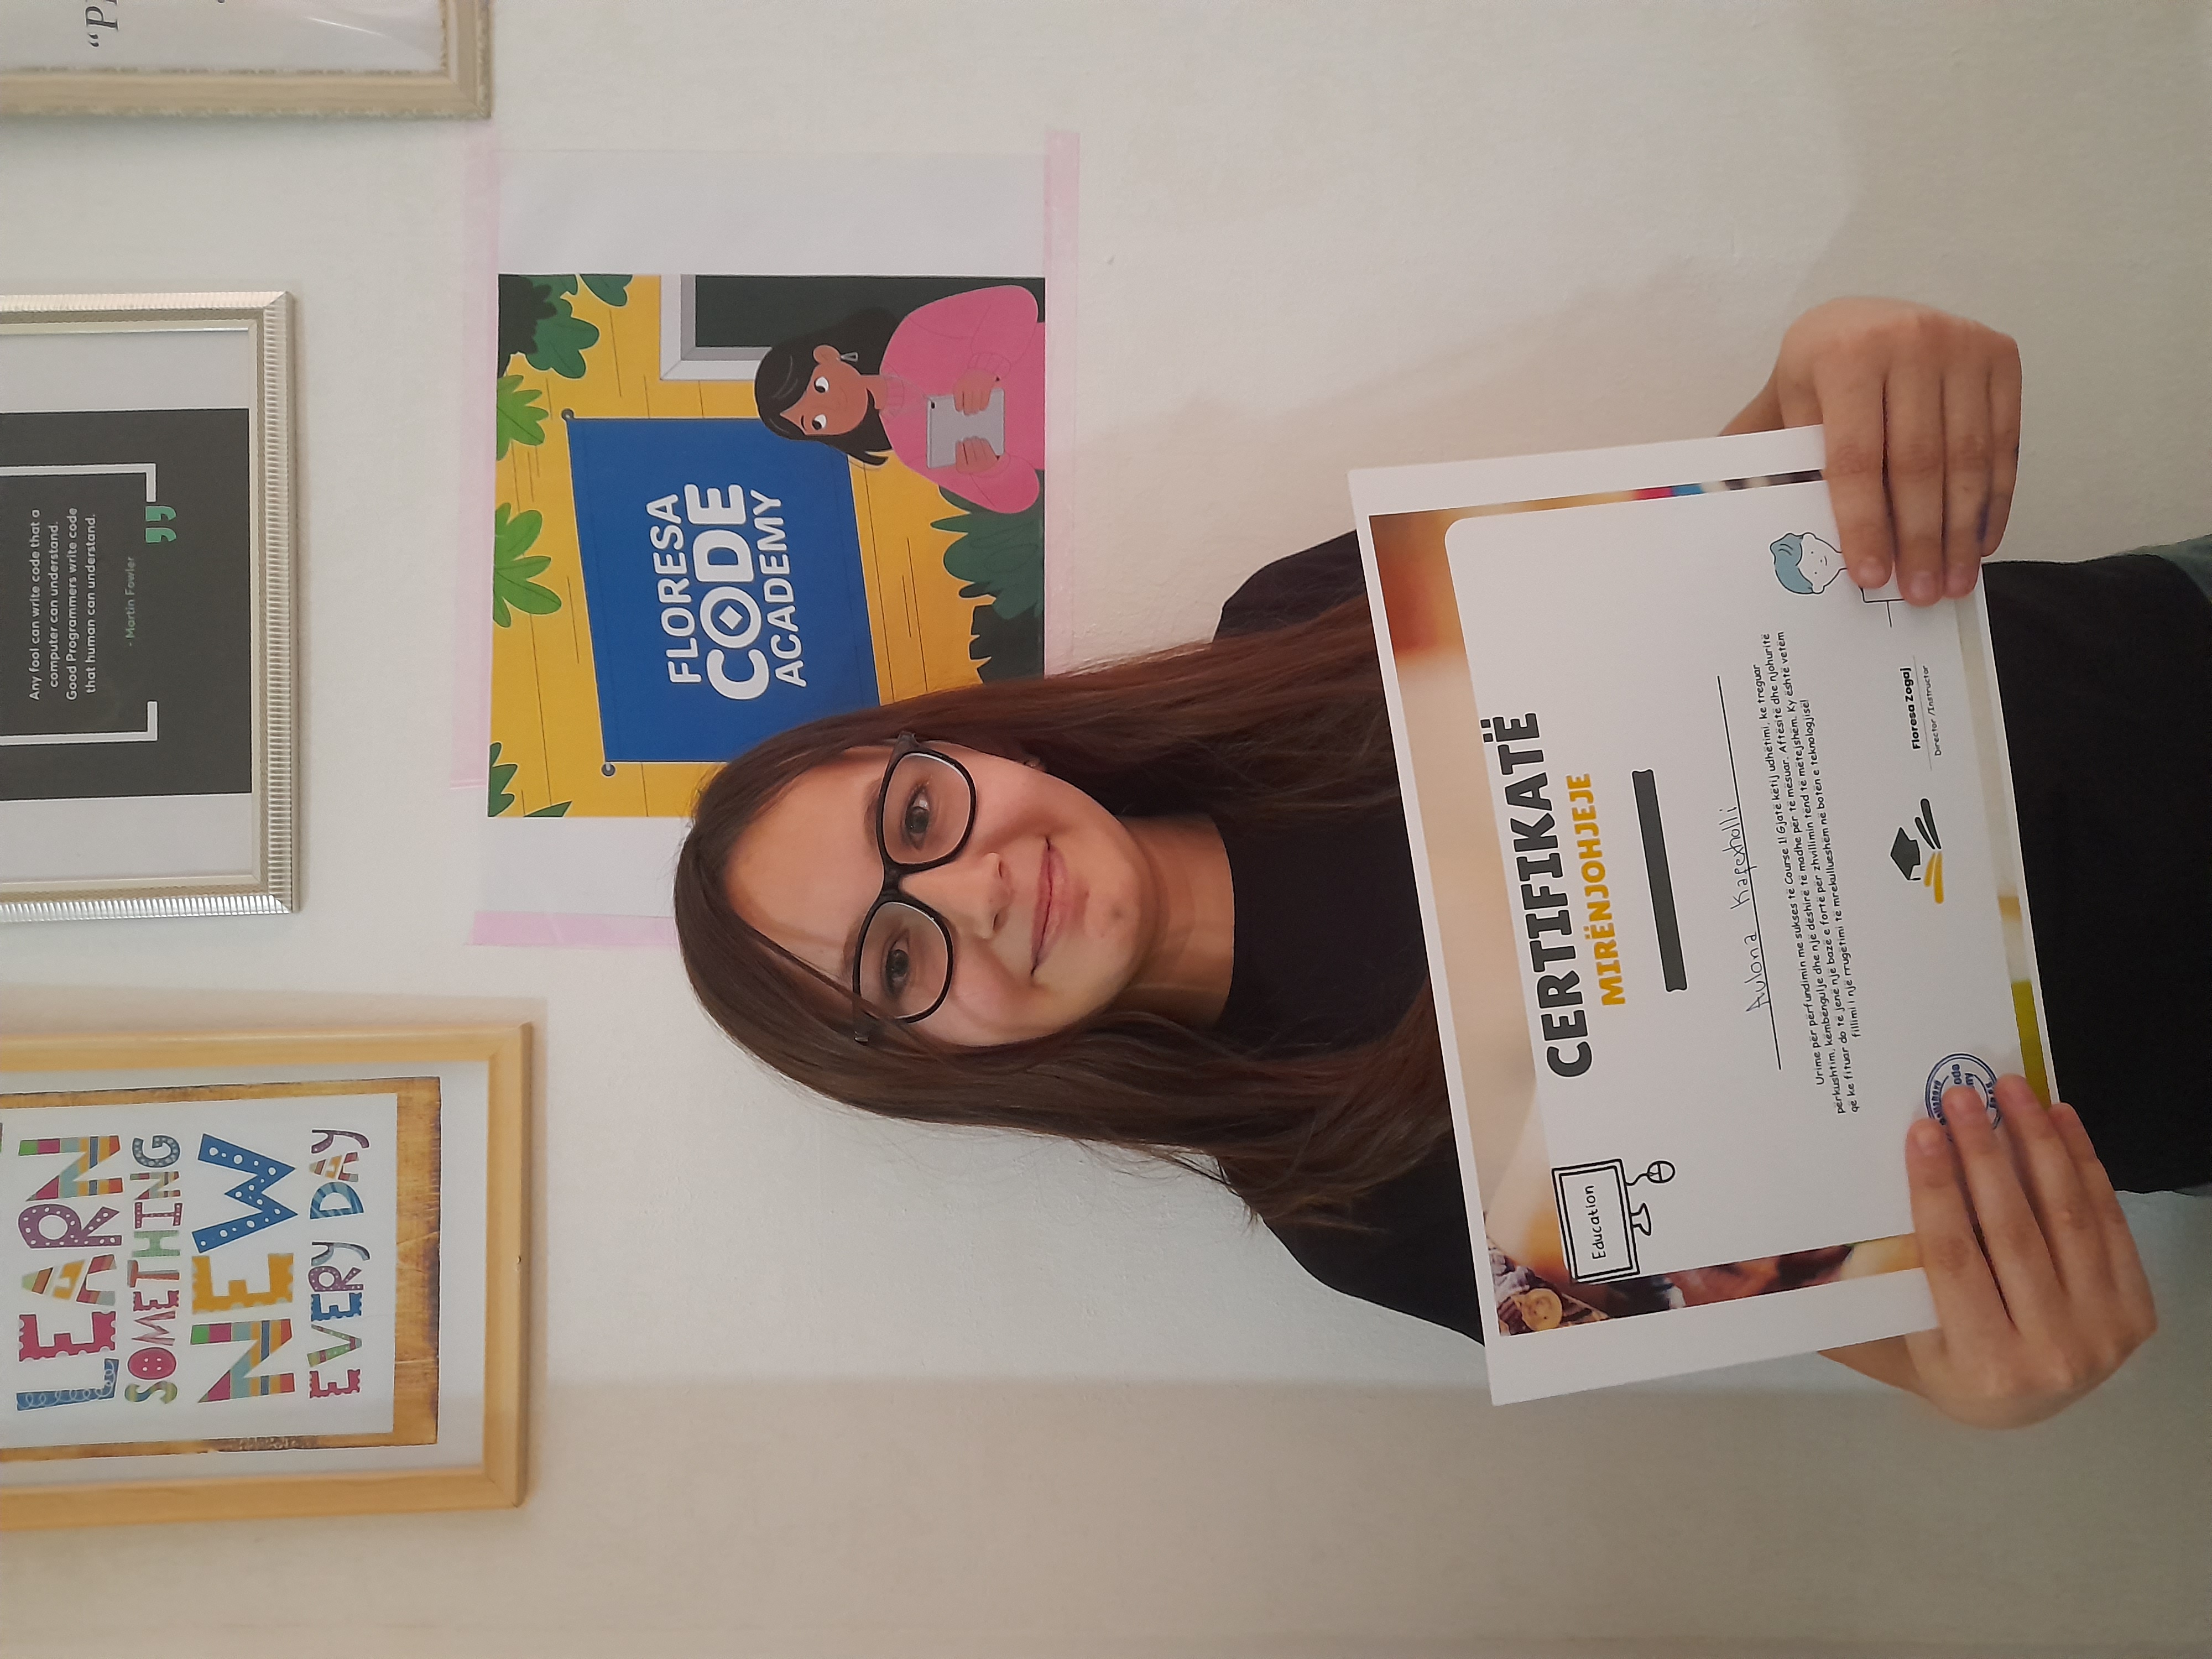 LEARN
SOMETHING
NEW
EVERY DAY
Any fool can write code that a
computer can understand.
Good Programmers write code
that human can understand.
- Martin Fowler
FLORESA
CODE
ACADEMY
CERTIFIKATË
MIRËNJOHJEJE
Education
Avlona Kafexholli
Urime për përfundimin me sukses të Course 1! Gjatë këtij udhëtimi, ke treguar
përkushtim, këmbëngulje dhe një dëshirë të madhe për të mësuar. Aftësitë dhe njohuritë
që ke fituar do të jenë një bazë e fortë për zhvillimin tënd të mëtejshëm. Ky është vetëm
fillimi i një rrugëtimi të mrekullueshëm në botën e teknologjisë!
Floresa Zogaj
Director /Instructor